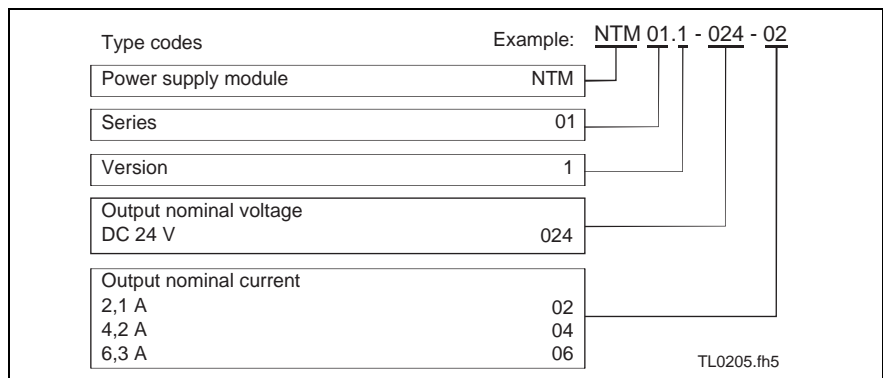 Type codes Example: NTM 01.1 - 024 - 02
Power supply module NTM
Series 01
Version 1
Output nominal voltage
DC 24 V 024
Output nominal current
2,1 A 02
4,2 A 04
6,3 A 06
TL0205.fh5